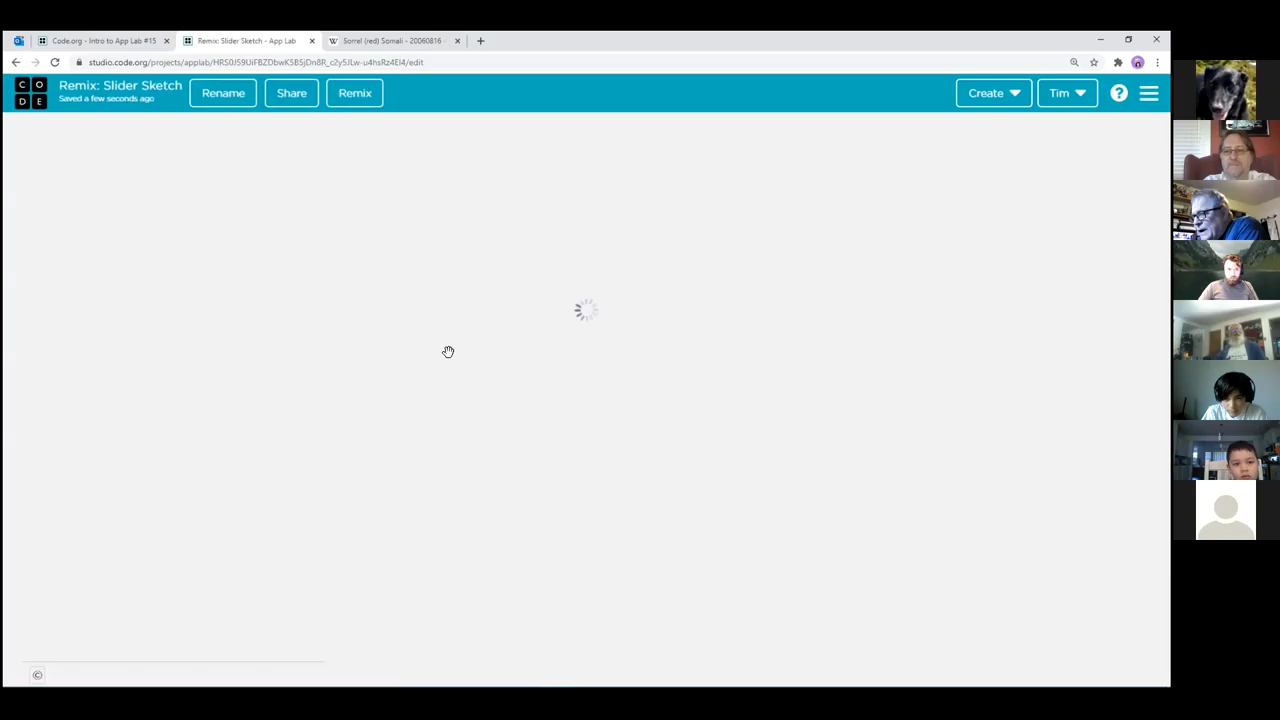 Code.org - Intro to App Lab #15
Remix: Slider Sketch - App Lab
W Sorrel (red) Somali - 20060816
studio.code.org/projects/applab/HRS0J59UiFBZDbwK5B5jDn8R_c2y5JLw-u4hsRz4EI4/edit
C O
D E
Remix: Slider Sketch
Saved a few seconds ago
Rename
Share
Remix
Create
Tim
?
©